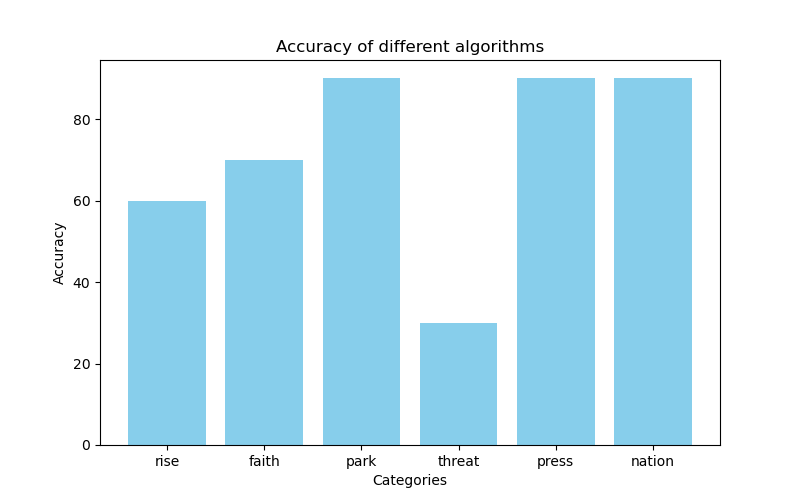 Accuracy of different algorithms
Accuracy
80
60
40
20
0
rise faith park threat press nation
Categories